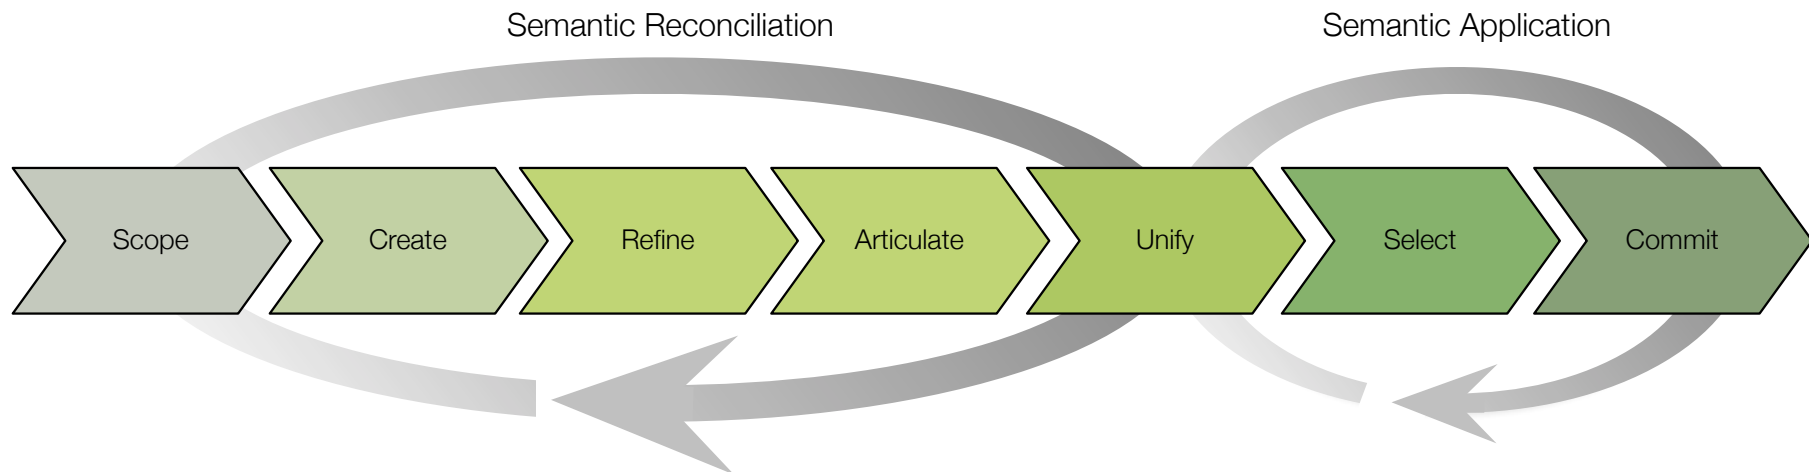 Semantic Reconciliation
Semantic Application
Scope
Create
Refine
Articulate
Unify
Select
Commit